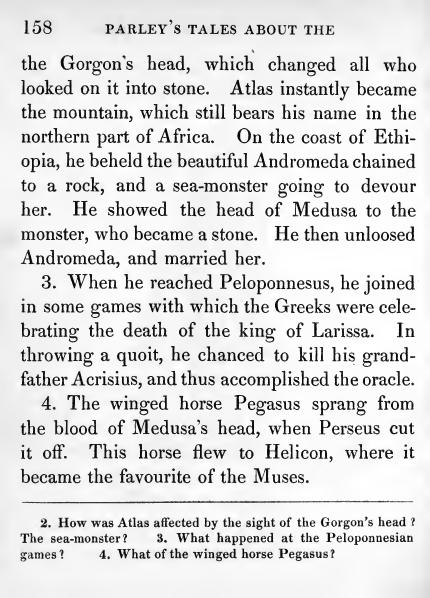 158 PARLEY'S TALES ABOUT THE
the Gorgon's head, which changed all who
looked on it into stone. Atlas instantly became
the mountain, which still bears his name in the
northern part of Africa. On the coast of Ethi-
opia, he beheld the beautiful Andromeda chained
to a rock, and a sea-monster going to devour
her. He showed the head of Medusa to the
monster, who became a stone. He then unloosed
Andromeda, and married her.
3. When he reached Peloponnesus, he joined
in some games with which the Greeks were cele-
brating the death of the king of Larissa. In
throwing a quoit, he chanced to kill his grand-
father Acrisius, and thus accomplished the oracle.
4. The winged horse Pegasus sprang from
the blood of Medusa's head, when Perseus cut
it off. This horse flew to Helicon, where it
became the favourite of the Muses.
2. How was Atlas affected by the sight of the Gorgon's head?
The sea-monster? 3. What happened at the Peloponnesian
games? 4. What of the winged horse Pegasus?